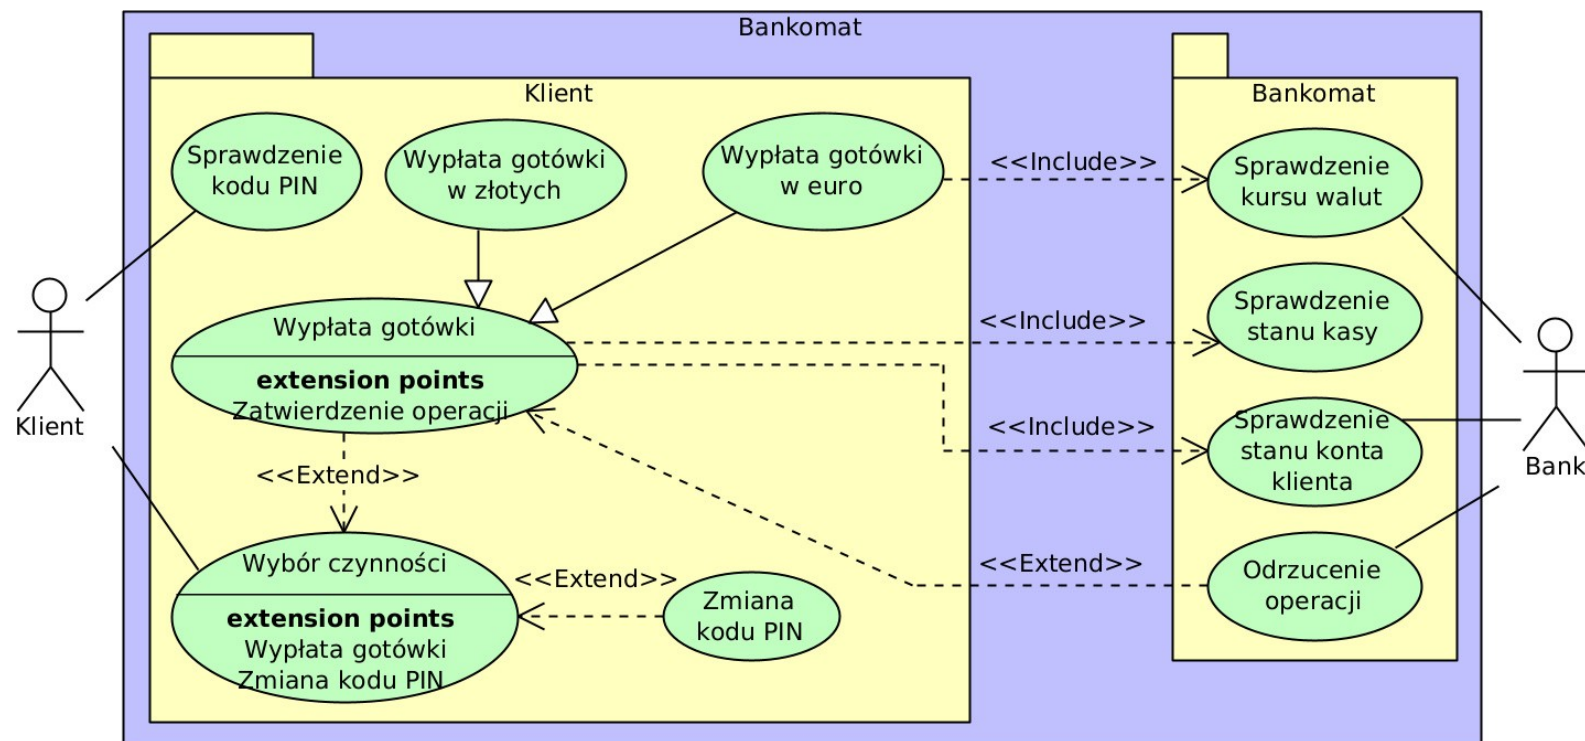 Bankomat
Klient
Bankomat
Sprawdzenie
kodu PIN
Wypłata gotówki
w złotych
Wypłata gotówki
w euro
<<Include>>
Sprawdzenie
kursu walut
Wypłata gotówki
extension points
Zatwierdzenie operacji
<<Include>>
Sprawdzenie
stanu kasy
Klient
<<Include>>
Sprawdzenie
stanu konta
klienta
Bank
<<Extend>>
Wybór czynności
extension points
Wypłata gotówki
Zmiana kodu PIN
<<Extend>>
Zmiana
kodu PIN
<<Extend>>
Odrzucenie
operacji